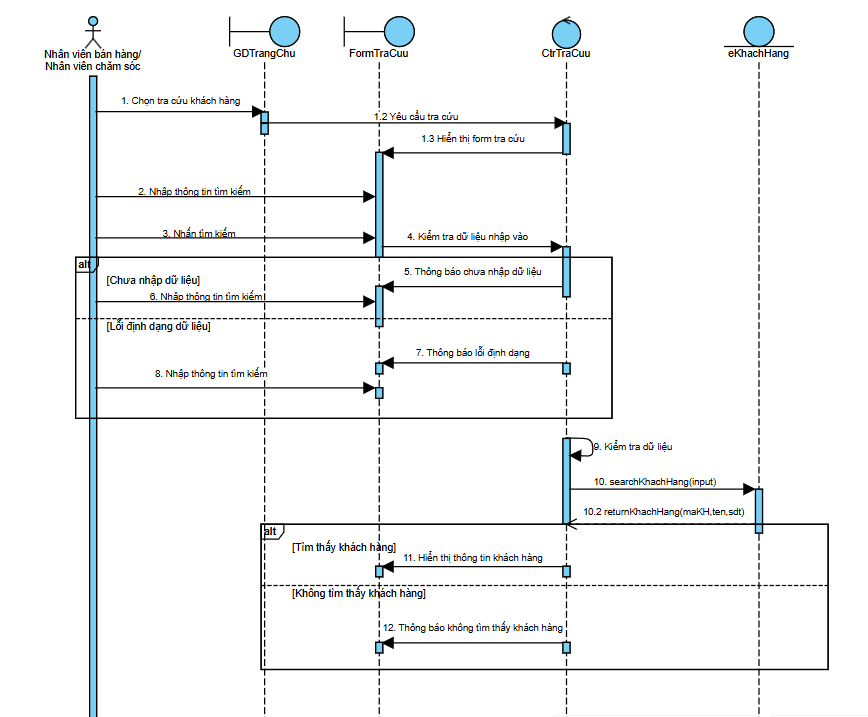 Nhân viên bán hàng/
Nhân viên chăm sóc
GDTrangChu
FormTraCuu
CtrTraCuu
eKhachHang
1. Chọn tra cứu khách hàng
1.2 Yêu cầu tra cứu
1.3 Hiển thị form tra cứu
2. Nhập thông tin tìm kiếm
3. Nhấn tìm kiếm
4. Kiểm tra dữ liệu nhập vào
alt
[Chưa nhập dữ liệu]
5. Thông báo chưa nhập dữ liệu
6. Nhập thông tin tìm kiếm
[Lỗi định dạng dữ liệu]
7. Thông báo lỗi định dạng
8. Nhập thông tin tìm kiếm
9. Kiểm tra dữ liệu
10. searchKhachHang(input)
10.2 returnKhachHang(maKH,ten,sdt)
alt
[Tìm thấy khách hàng]
11. Hiển thị thông tin khách hàng
[Không tìm thấy khách hàng]
12. Thông báo không tìm thấy khách hàng